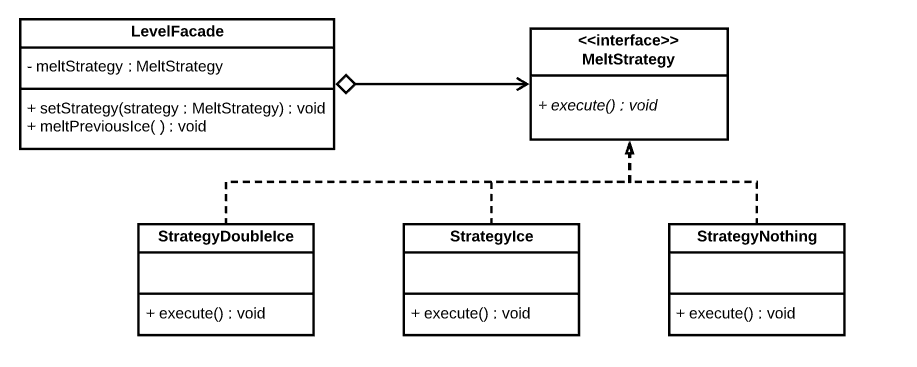 LevelFacade
- meltStrategy : MeltStrategy
+ setStrategy(strategy : MeltStrategy) : void
+ meltPreviousIce( ) : void
<<interface>>
MeltStrategy
+ execute() : void
StrategyDoubleIce
+ execute() : void
StrategyIce
+ execute() : void
StrategyNothing
+ execute() : void